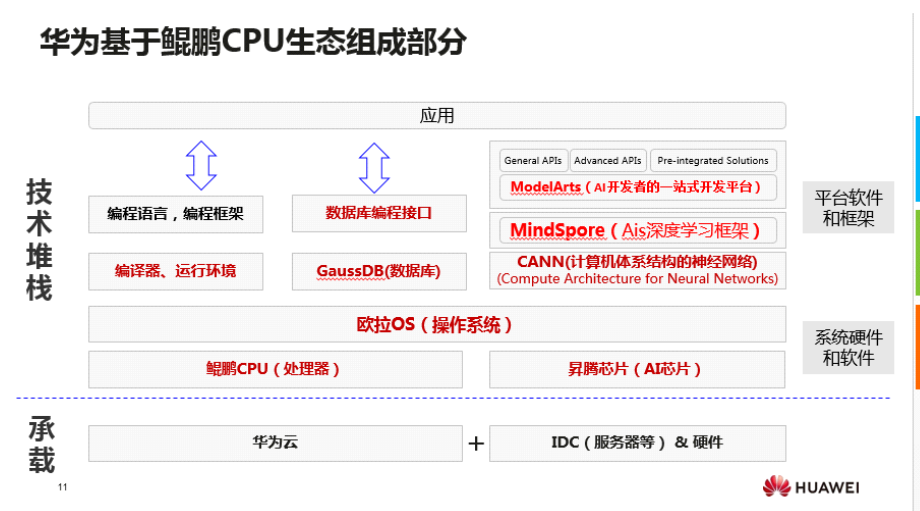 华为基于鲲鹏CPU生态组成部分
应用
技术堆栈
General APIs
Advanced APIs
Pre-integrated Solutions
ModelArts（AI开发者的一站式开发平台）
编程语言，编程框架
数据库编程接口
MindSpore（Ais深度学习框架）
平台软件
和框架
编译器、运行环境
GaussDB(数据库)
CANN(计算机体系结构的神经网络)
(Compute Architecture for Neural Networks)
欧拉OS（操作系统）
鲲鹏CPU（处理器）
昇腾芯片（AI芯片）
系统硬件
和软件
承载
华为云
+
IDC（服务器等）& 硬件
11
HUAWEI